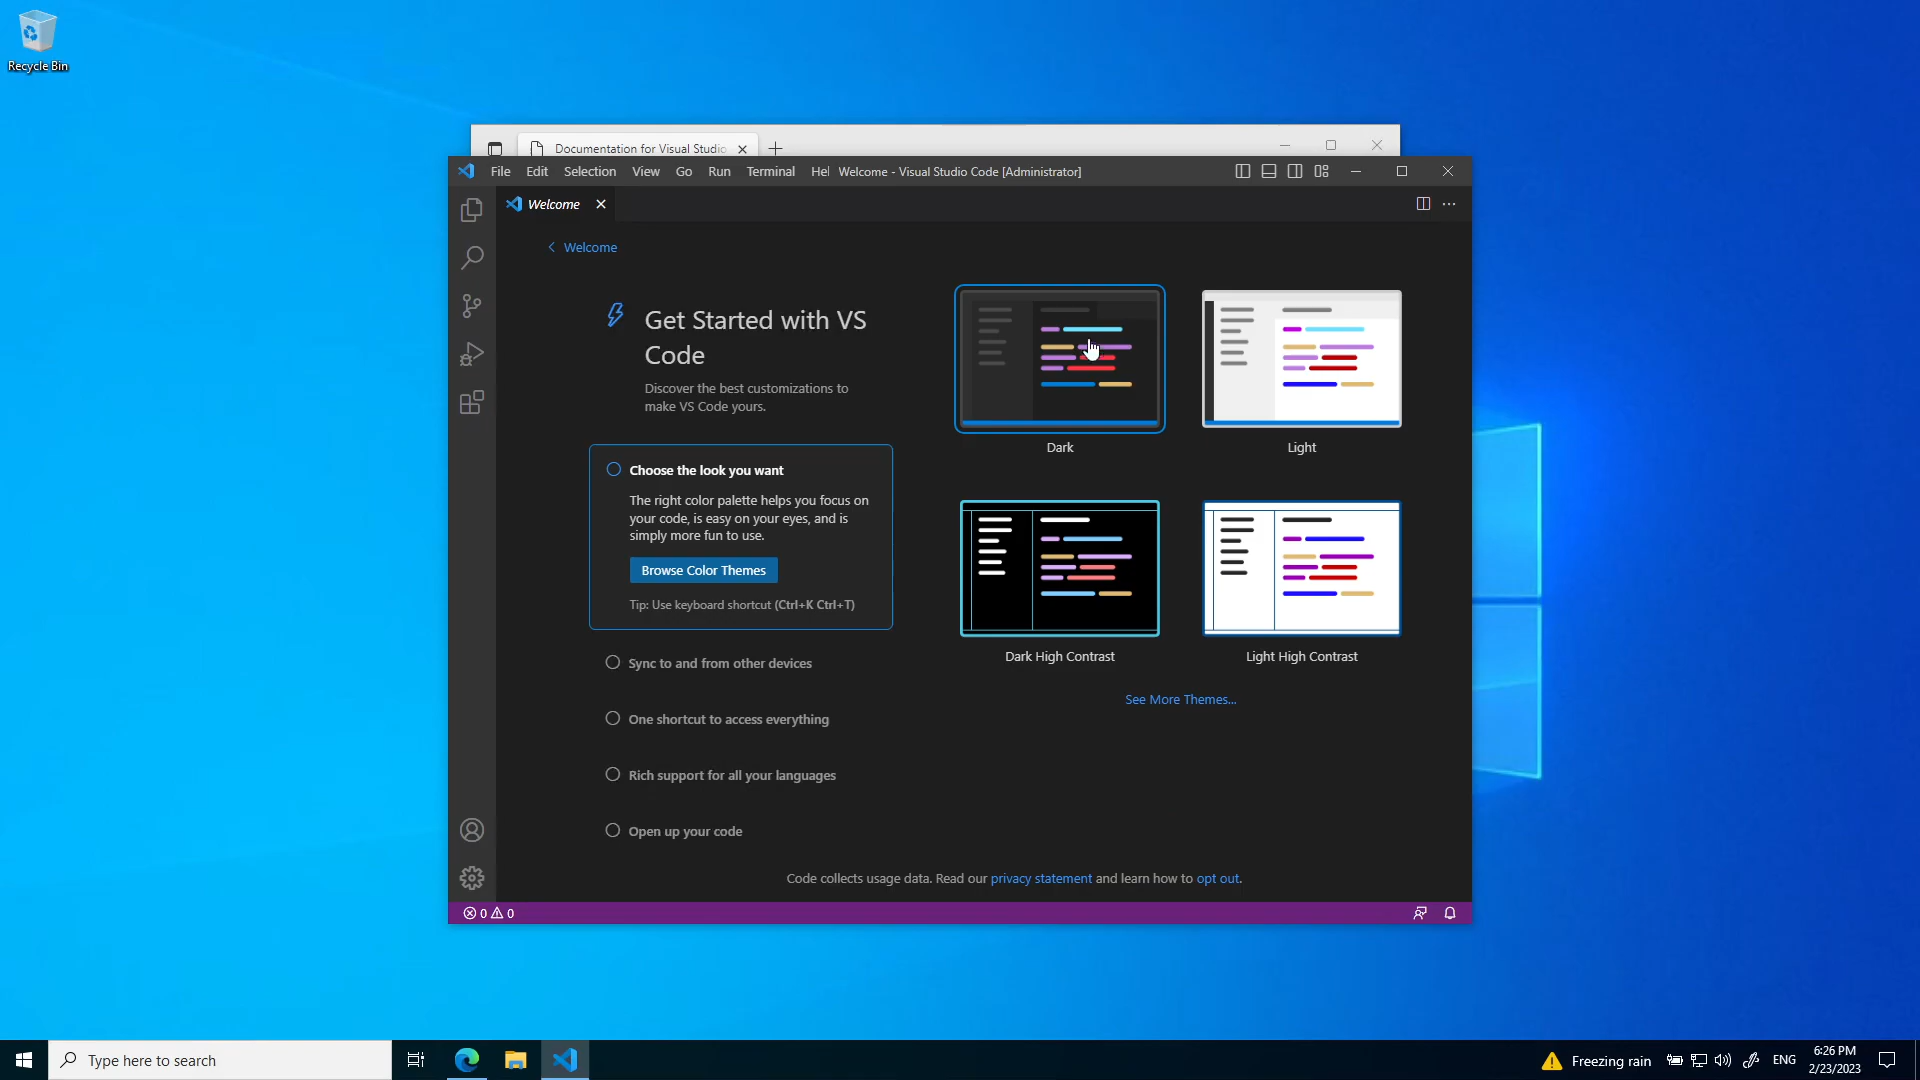 Recycle Bin
Documentation for Visual Studio
File Edit Selection View Go Run Terminal Hel Welcome - Visual Studio Code [Administrator]
Welcome
Welcome
Get Started with VS
Code
Discover the best customizations to
make VS Code yours.
Choose the look you want
The right color palette helps you focus on
your code, is easy on your eyes, and is
simply more fun to use.
Browse Color Themes
Tip: Use keyboard shortcut (Ctrl+K Ctrl+T)
Sync to and from other devices
One shortcut to access everything
Rich support for all your languages
Open up your code
Dark
Light
Dark High Contrast
Light High Contrast
See More Themes...
Code collects usage data. Read our privacy statement and learn how to opt out.
0 0
Type here to search
Freezing rain
ENG
6:26 PM
2/23/2023